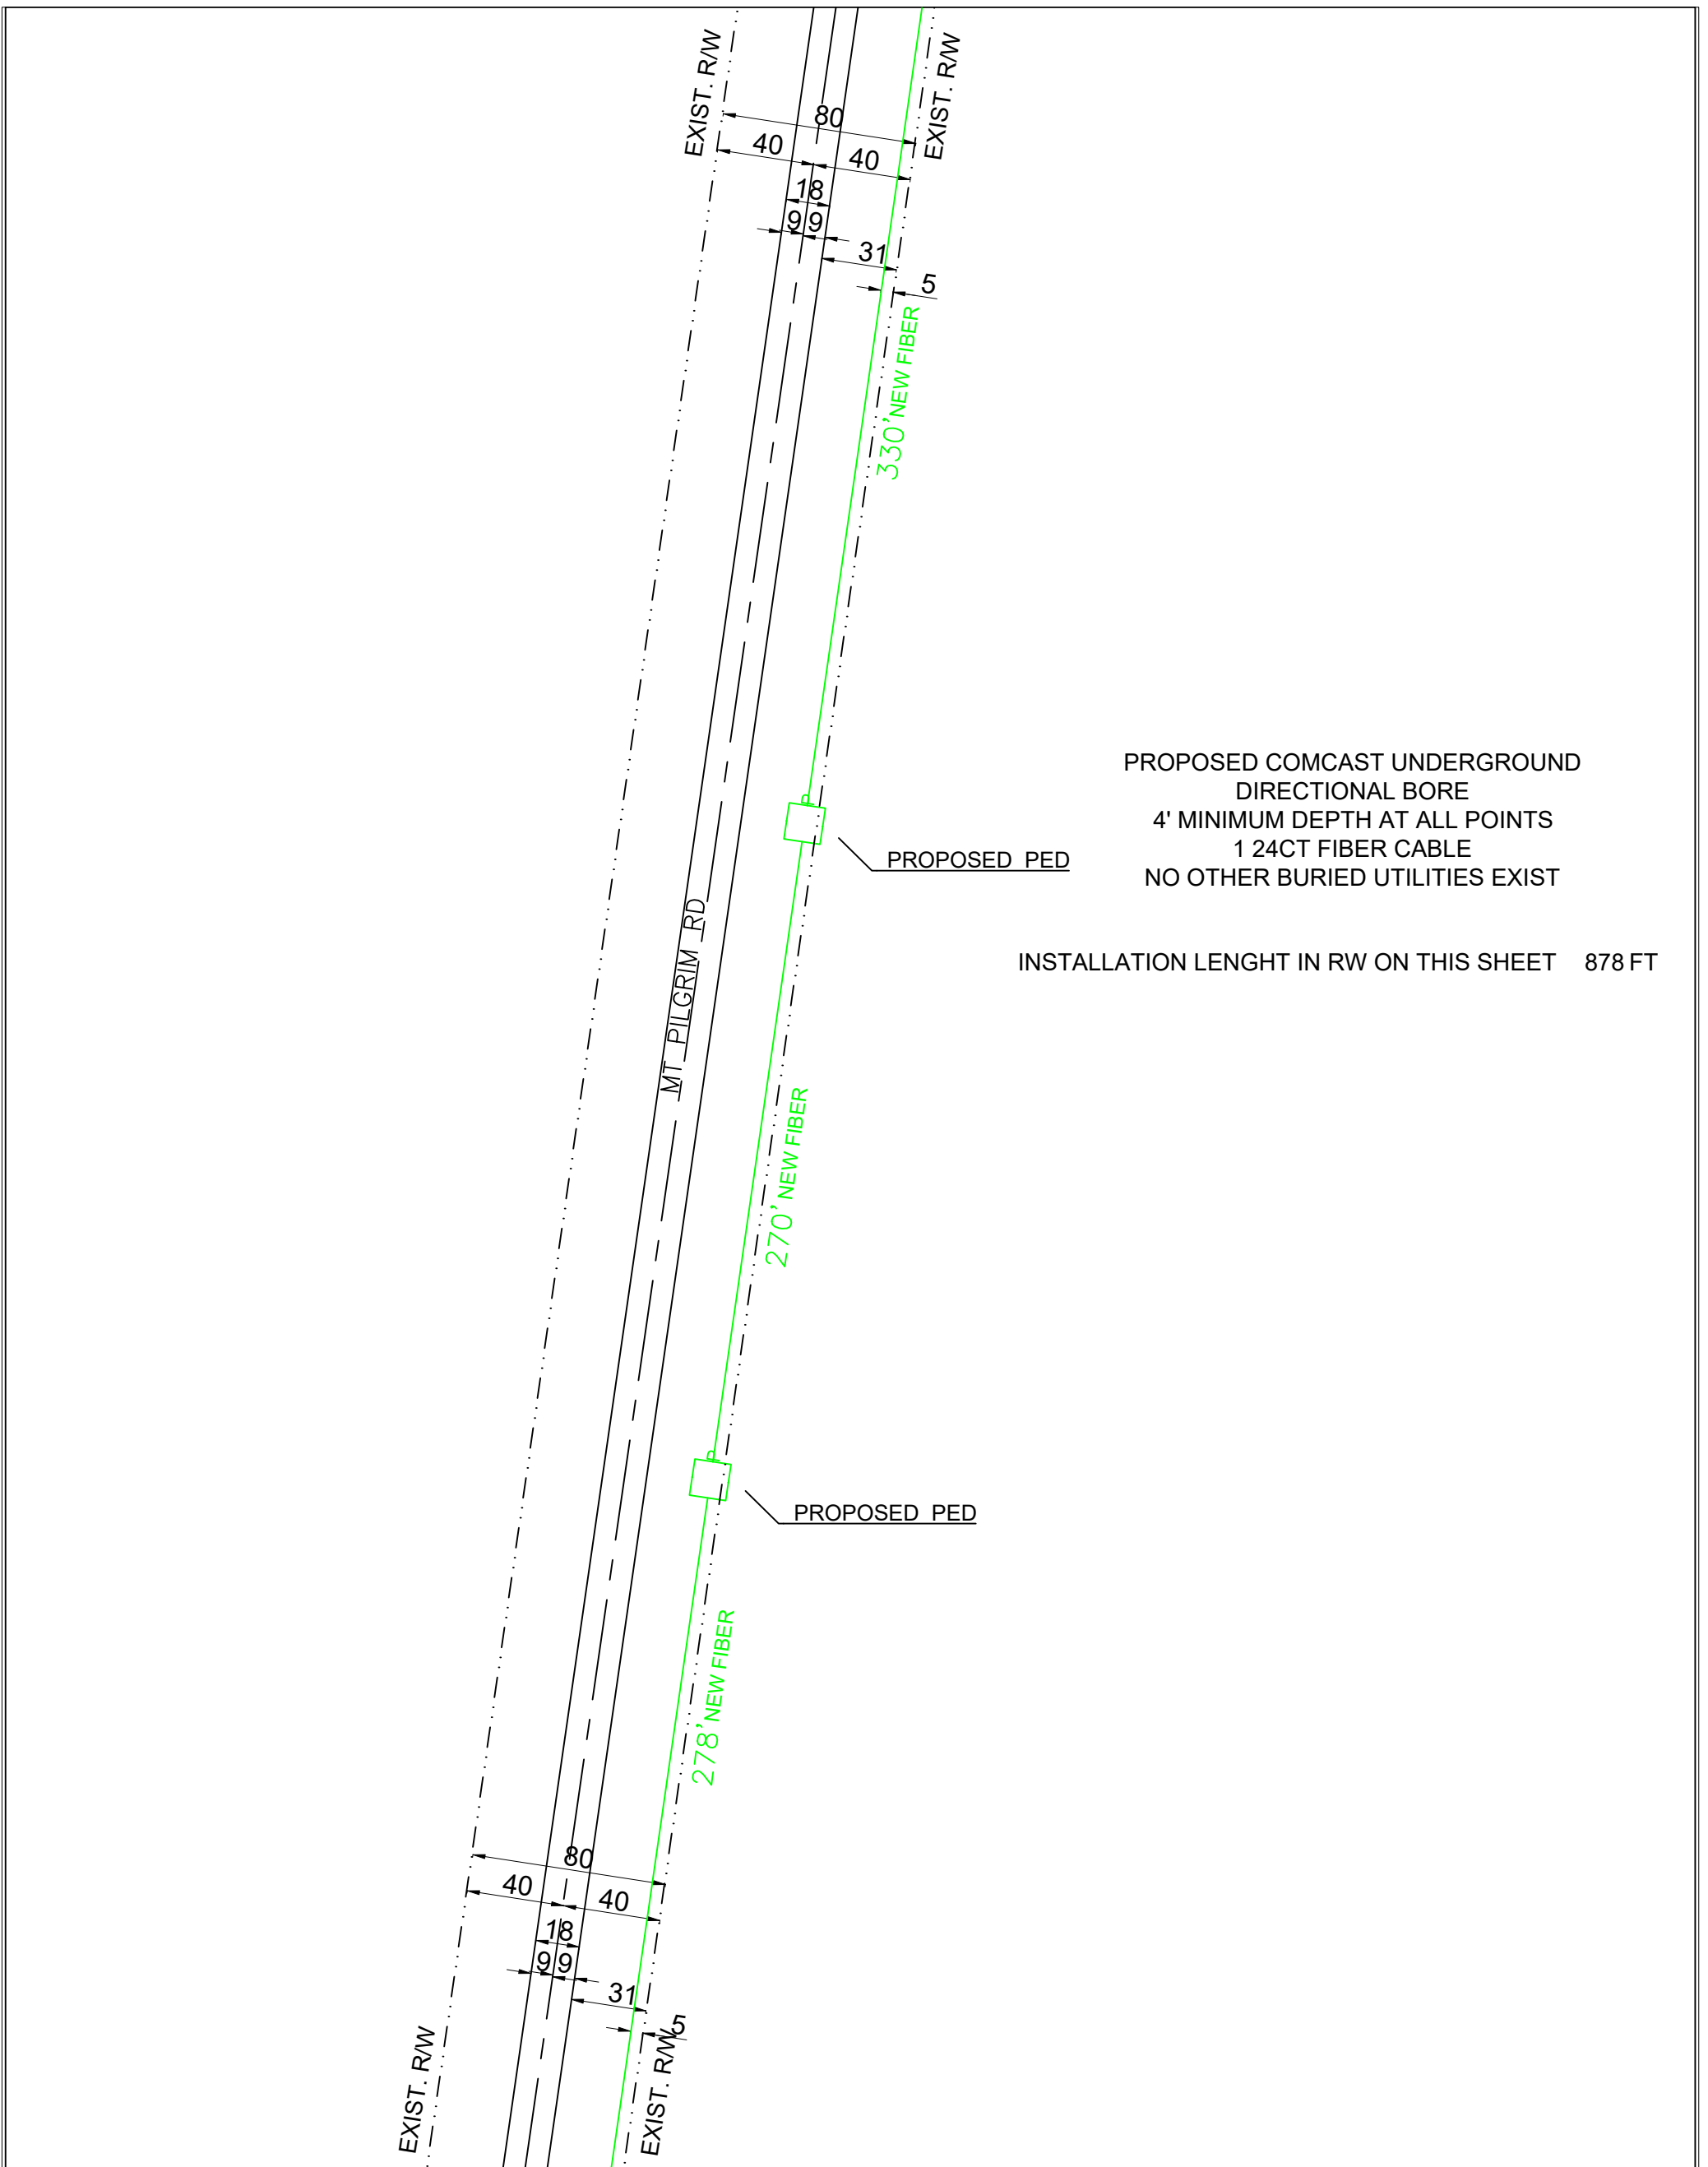 EXIST. R/W
EXIST. R/W
80
40
40
18
9
9
31
5
330' NEW FIBER
PROPOSED COMCAST UNDERGROUND
DIRECTIONAL BORE
4' MINIMUM DEPTH AT ALL POINTS
1 24CT FIBER CABLE
NO OTHER BURIED UTILITIES EXIST
PROPOSED PED
INSTALLATION LENGHT IN RW ON THIS SHEET 878 FT
MT PILGRIM RD
270' NEW FIBER
PROPOSED PED
278' NEW FIBER
80
40
40
18
9
9
31
5
EXIST. R/W
EXIST. R/W